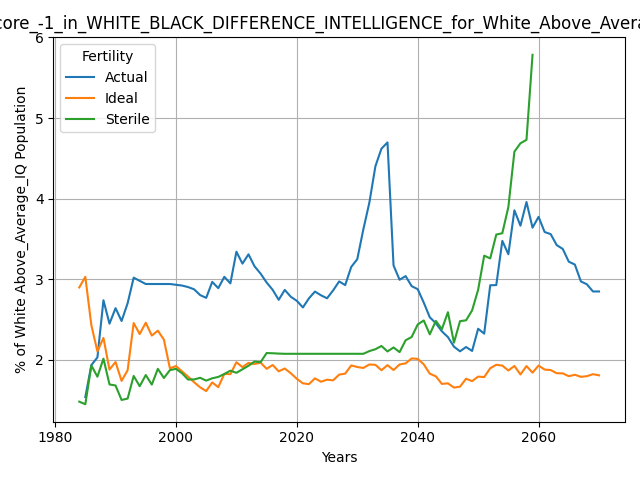 core_-1_in_WHITE_BLACK_DIFFERENCE_INTELLIGENCE_for_White_Above_Avera
Fertility
Actual
Ideal
Sterile
% of White Above_Average_IQ Population
6
5
4
3
2
1980
2000
2020
2040
2060
Years